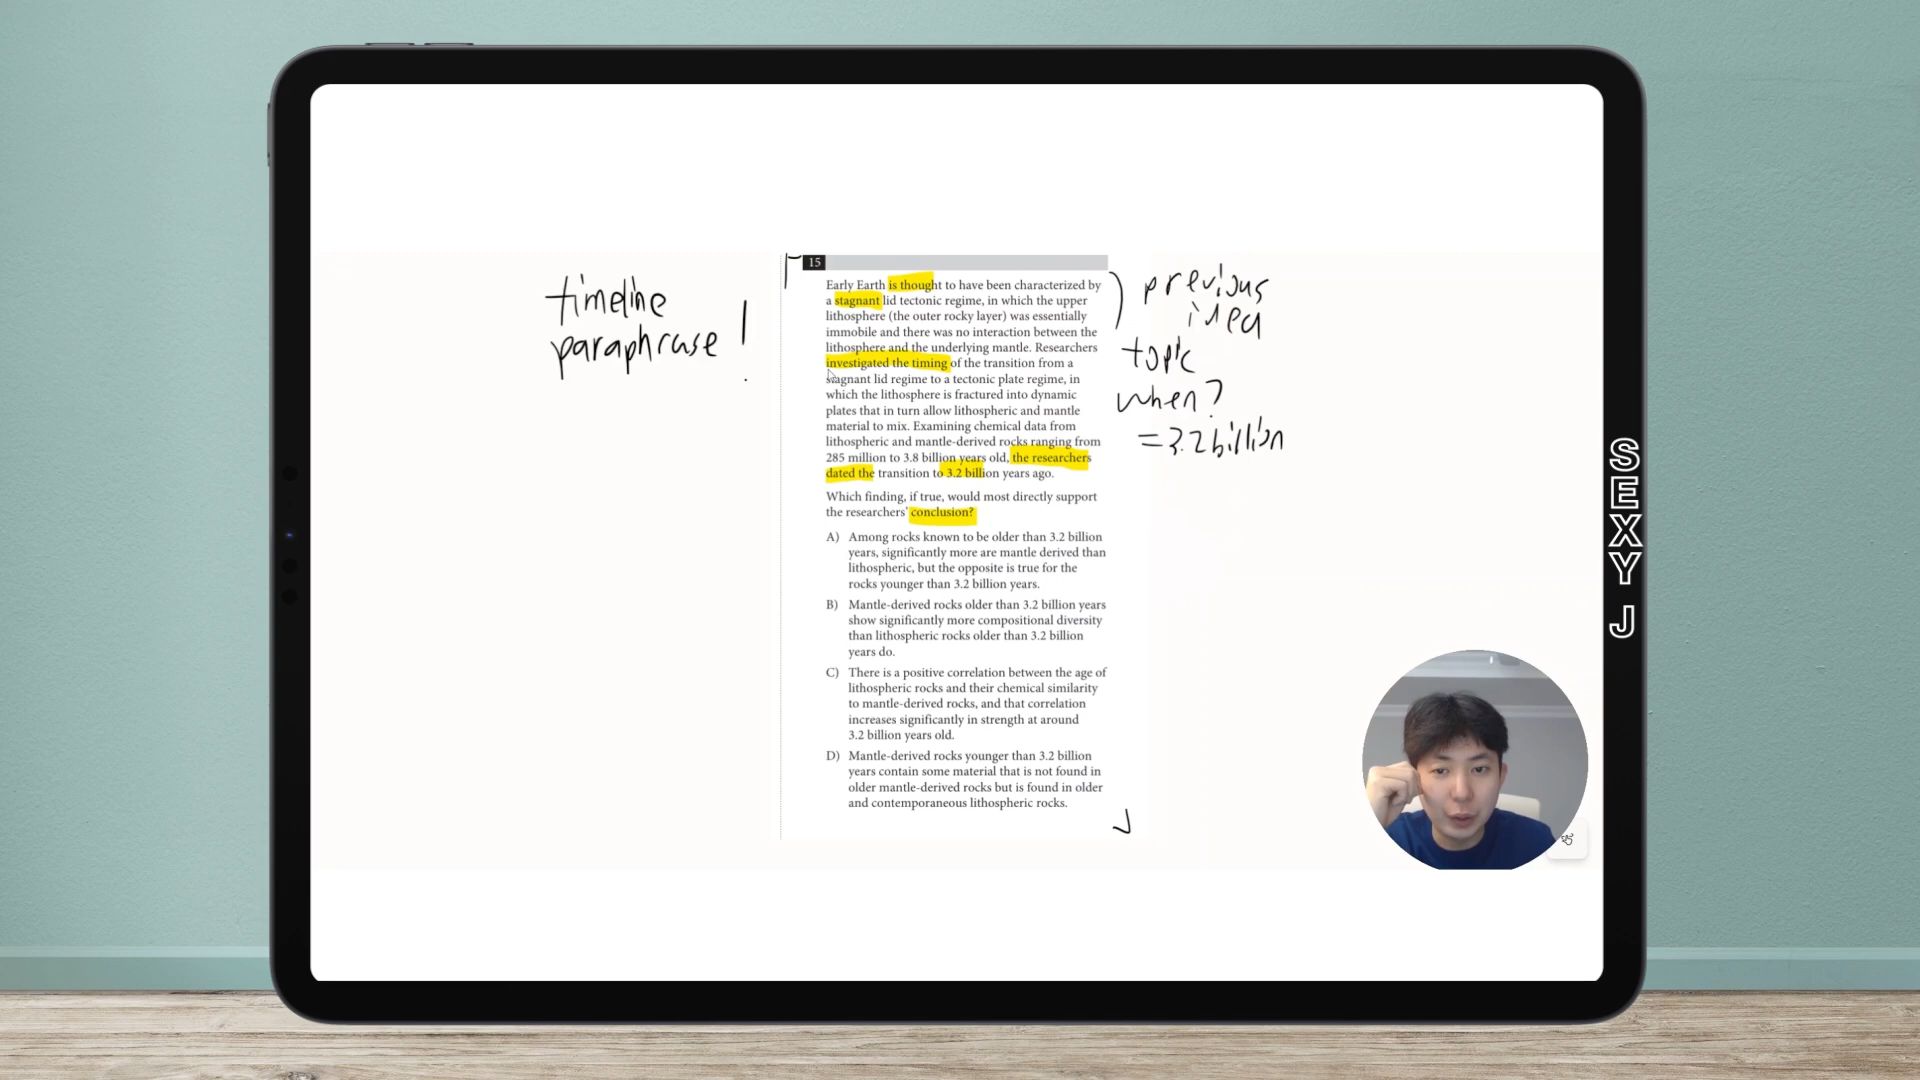 timeline
paraphrase!
15
Early Earth is thought to have been characterized by
a stagnant lid tectonic regime, in which the upper
lithosphere (the outer rocky layer) was essentially
immobile and there was no interaction between the
lithosphere and the underlying mantle. Researchers
investigated the timing of the transition from a
stagnant lid regime to a tectonic plate regime, in
which the lithosphere is fractured into dynamic
plates that in turn allow lithospheric and mantle
material to mix. Examining chemical data from
lithospheric and mantle-derived rocks ranging from
285 million to 3.8 billion years old, the researchers
dated the transition to 3.2 billion years ago.
Which finding, if true, would most directly support
the researchers' conclusion?
A) Among rocks known to be older than 3.2 billion
years, significantly more are mantle derived than
lithospheric, but the opposite is true for the
rocks younger than 3.2 billion years.
B) Mantle-derived rocks older than 3.2 billion years
show significantly more compositional diversity
than lithospheric rocks older than 3.2 billion
years do.
C) There is a positive correlation between the age of
lithospheric rocks and their chemical similarity
to mantle-derived rocks, and that correlation
increases significantly in strength at around
3.2 billion years old.
D) Mantle-derived rocks younger than 3.2 billion
years contain some material that is not found in
older mantle-derived rocks but is found in older
and contemporaneous lithospheric rocks.
previous
idea
topic
when?
=3.2 billion
SEXY J